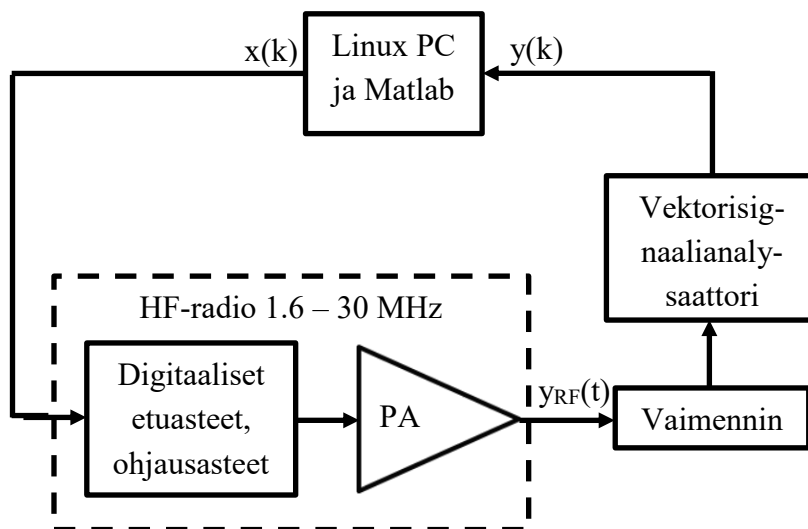 x(k)
Linux PC
ja Matlab
y(k)
Vektorisig-
naalianaly-
saattori
HF-radio 1.6 – 30 MHz
Digitaaliset
etuasteet,
ohjausasteet
PA
yRF(t)
Vaimennin